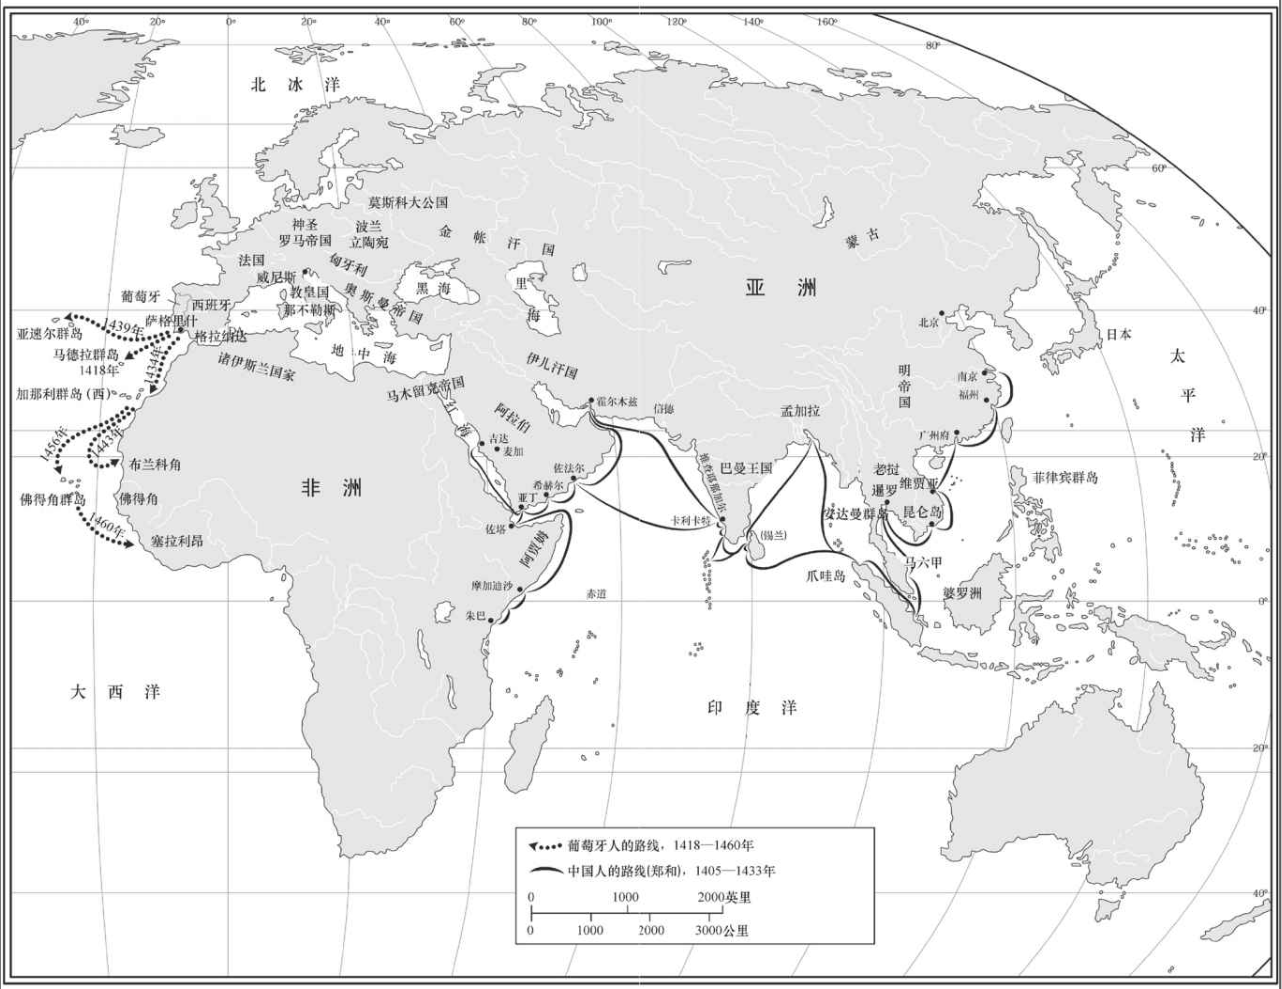 40°
20°
0°
20°
40°
60°
80°
100°
120°
140°
160°
80°
北冰洋
60°
莫斯科大公国
神圣
罗马帝国
波兰
立陶宛
金帐汗国
蒙古
法国
匈牙利
威尼斯
教皇国
那不勒斯
奥斯曼帝国
黑海
里海
亚洲
葡萄牙
西班牙
萨格里什
格拉纳达
亚速尔群岛
1439年
马德拉群岛
1418年
1434年
地中海
诸伊斯兰国家
北京
日本
40°
太平洋
加那利群岛(西)
马木留克帝国
伊儿汗国
明帝国
南京
福州
霍尔木兹
信德
孟加拉
广州府
红海
阿拉伯
吉达
麦加
1456年
1443年
布兰科角
佛得角群岛
佛得角
1460年
塞拉利昂
非洲
佐法尔
希赫尔
亚丁
佐塔
阿贾姆
巴曼王国
卡利卡特
(锡兰)
老挝
暹罗
维贾亚
安达曼群岛
昆仑岛
20°
菲律宾群岛
马六甲
爪哇岛
婆罗洲
摩加迪沙
朱巴
赤道
0°
大西洋
印度洋
20°
40°
葡萄牙人的路线，1418—1460年
中国人的路线(郑和)，1405—1433年
0 1000 2000英里
0 1000 2000 3000公里